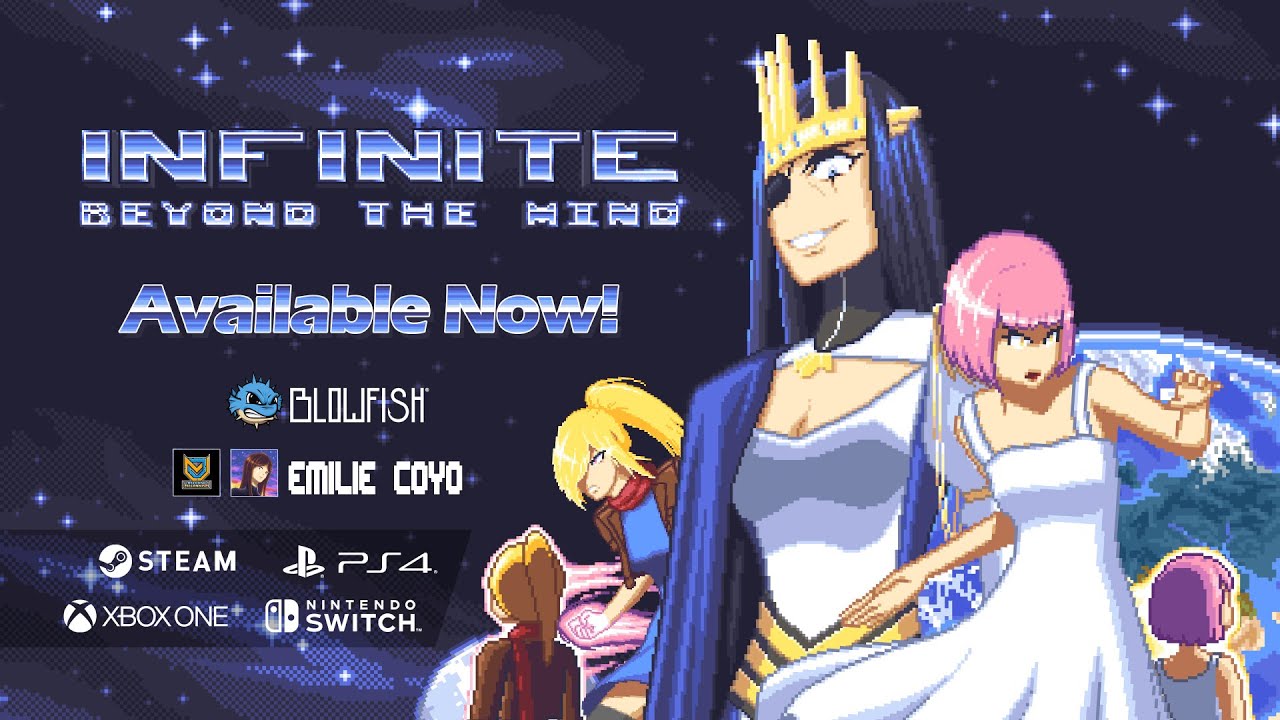 INFINITE
BEYOND THE MIND
Available Now!
BLOWFISH
EMILIE COYO
STEAM
PS4
XBOX ONE
NINTENDO
SWITCH